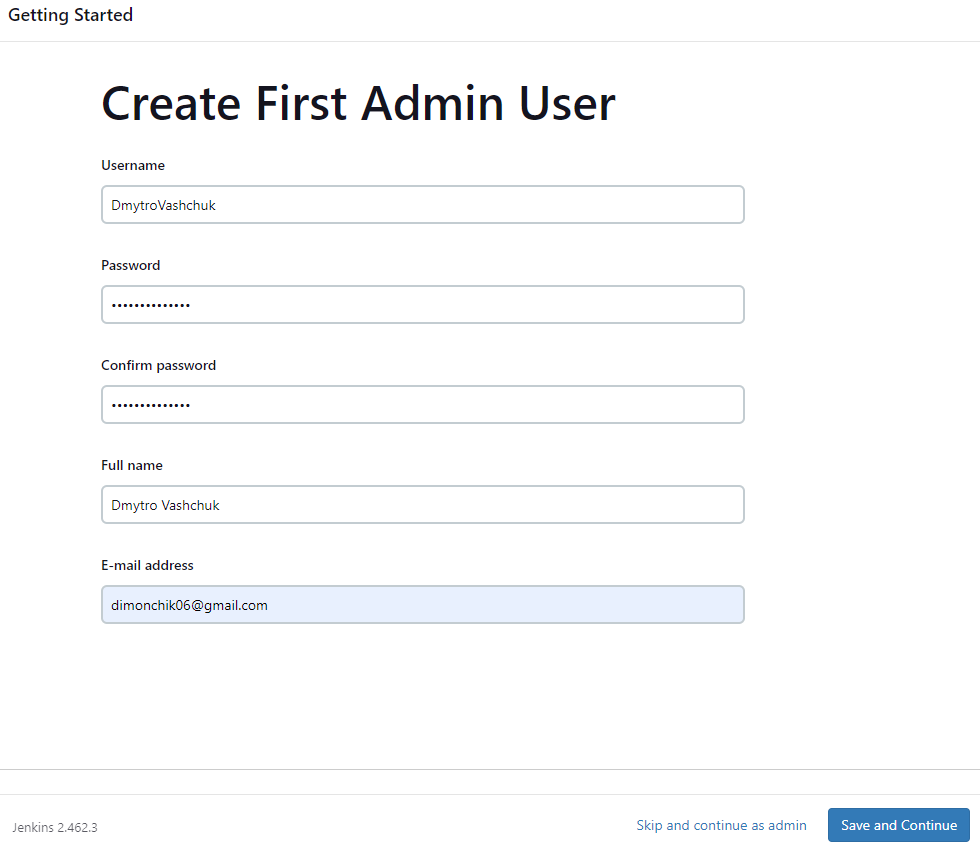 Getting Started
Create First Admin User
Username
DmytroVashchuk
Password
••••••••••••••
Confirm password
••••••••••••••
Full name
Dmytro Vashchuk
E-mail address
dimonchik06@gmail.com
Jenkins 2.462.3
Skip and continue as admin
Save and Continue